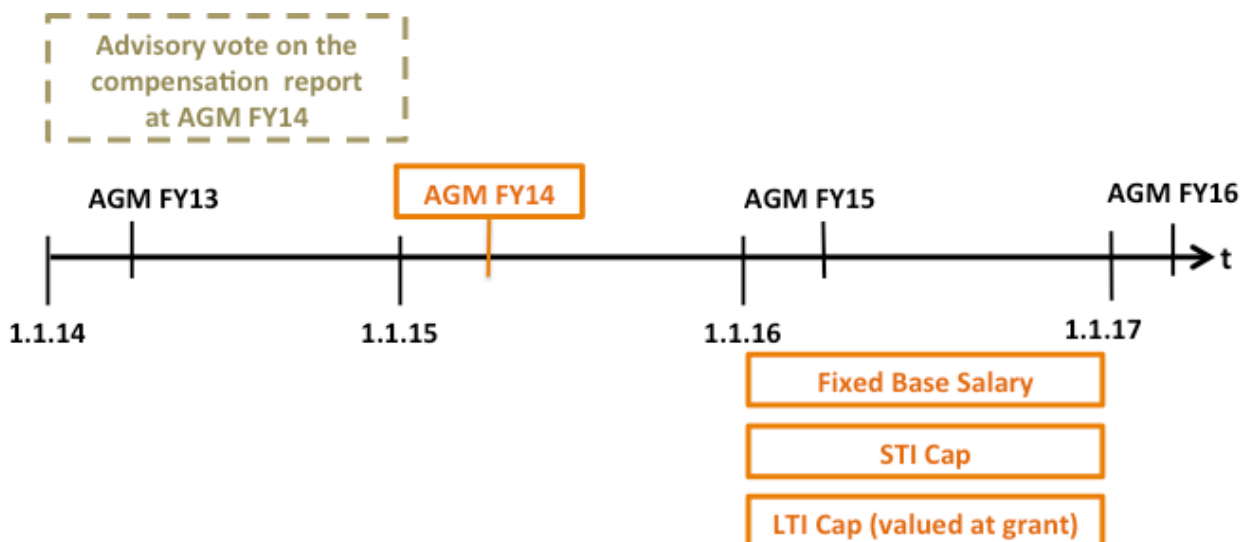 Advisory vote on the
compensation report
at AGM FY14
AGM FY13
AGM FY14
AGM FY15
AGM FY16
t
1.1.14
1.1.15
1.1.16
1.1.17
Fixed Base Salary
STI Cap
LTI Cap (valued at grant)